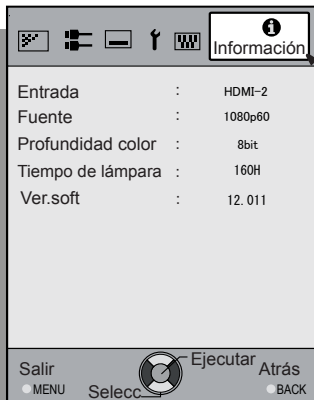 Información
Entrada : HDMI-2
Fuente : 1080p60
Profundidad color : 8bit
Tiempo de lámpara : 160H
Ver.soft : 12.011
Salir
MENU
Selecc
Ejecutar
Atrás
BACK